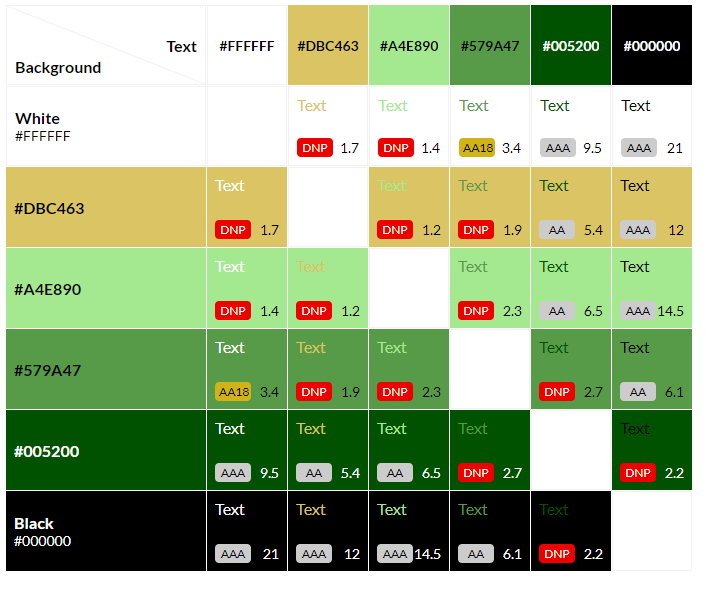 Text #FFFFFF #DBC463 #A4E890 #579A47 #005200 #000000
Background
White Text Text Text Text Text
#FFFFFF
DNP 1.7 DNP 1.4 AA18 3.4 AAA 9.5 AAA 21
Text Text Text Text Text
#DBC463
DNP 1.7 DNP 1.2 DNP 1.9 AA 5.4 AAA 12
Text Text Text Text Text
#A4E890
DNP 1.4 DNP 1.2 DNP 2.3 AA 6.5 AAA 14.5
Text Text Text Text Text
#579A47
AA18 3.4 DNP 1.9 DNP 2.3 DNP 2.7 AA 6.1
Text Text Text Text Text
#005200
AAA 9.5 AA 5.4 AA 6.5 DNP 2.7 DNP 2.2
Text Text Text Text Text
Black
#000000
AAA 21 AAA 12 AAA 14.5 AA 6.1 DNP 2.2